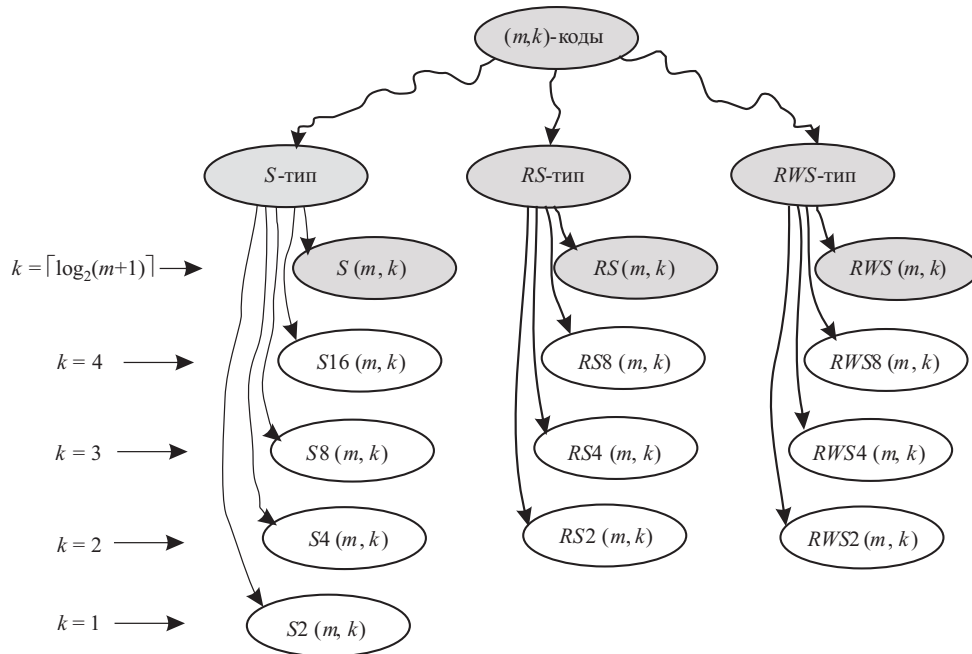 (m,k)-коды
S-тип RS-тип RWS-тип
k = ⌈log₂(m+1)⌉ S (m, k) RS (m, k) RWS (m, k)
k = 4 S16 (m, k) RS8 (m, k) RWS8 (m, k)
k = 3 S8 (m, k) RS4 (m, k) RWS4 (m, k)
k = 2 S4 (m, k) RS2 (m, k) RWS2 (m, k)
k = 1 S2 (m, k)